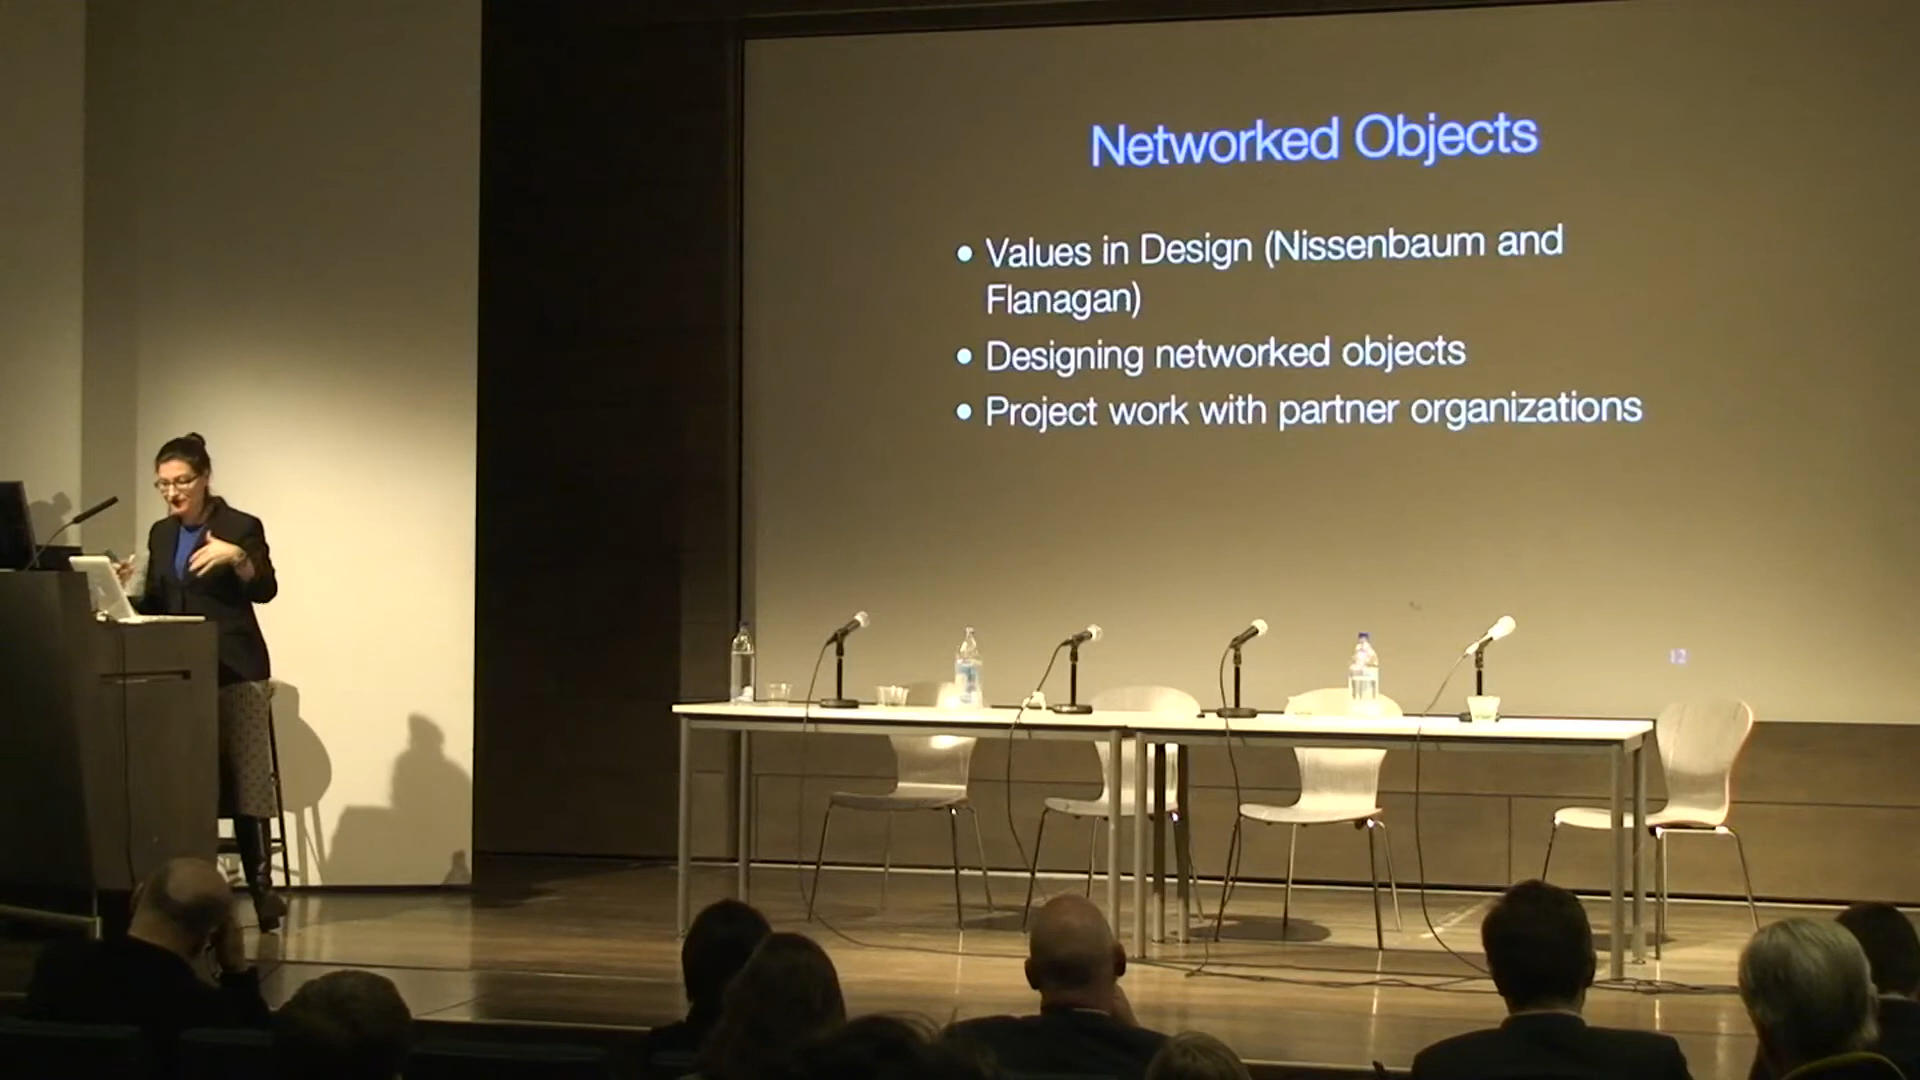 Networked Objects
• Values in Design (Nissenbaum and
Flanagan)
• Designing networked objects
• Project work with partner organizations
12